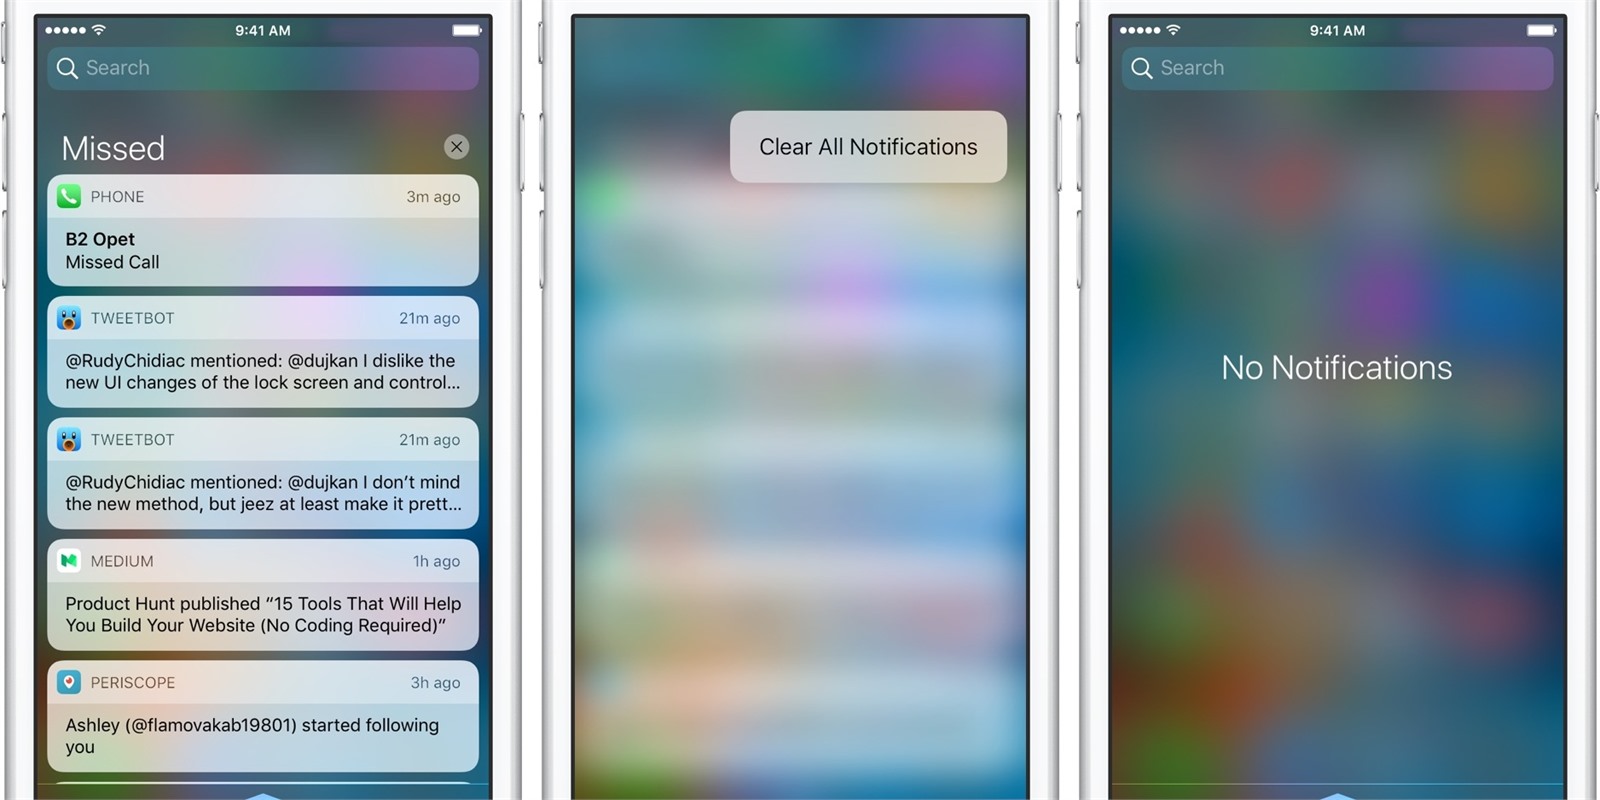 9:41 AM
Search
Missed
PHONE 3m ago
B2 Opet
Missed Call
TWEETBOT 21m ago
@RudyChidiac mentioned: @dujkan I dislike the
new UI changes of the lock screen and control...
TWEETBOT 21m ago
@RudyChidiac mentioned: @dujkan I don’t mind
the new method, but jeez at least make it prett...
MEDIUM 1h ago
Product Hunt published “15 Tools That Will Help
You Build Your Website (No Coding Required)”
PERISCOPE 3h ago
Ashley (@flamovakab19801) started following
you
Clear All Notifications
9:41 AM
Search
No Notifications